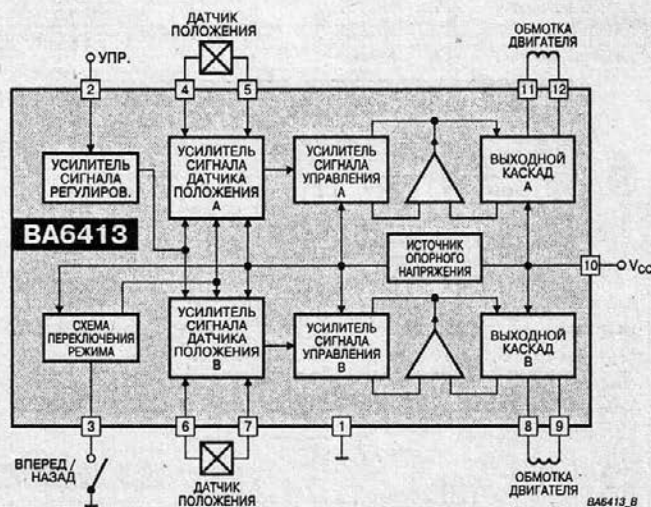 ДАТЧИК
ПОЛОЖЕНИЯ
ОБМОТКА
ДВИГАТЕЛЯ
УПР.
2
4
5
11
12
УСИЛИТЕЛЬ
СИГНАЛА
РЕГУЛИРОВ.
УСИЛИТЕЛЬ
СИГНАЛА
ДАТЧИКА
ПОЛОЖЕНИЯ
A
УСИЛИТЕЛЬ
СИГНАЛА
УПРАВЛЕНИЯ
A
ВЫХОДНОЙ
КАСКАД
A
BA6413
ИСТОЧНИК
ОПОРНОГО
НАПРЯЖЕНИЯ
10
VCC
СХЕМА
ПЕРЕКЛЮЧЕНИЯ
РЕЖИМА
УСИЛИТЕЛЬ
СИГНАЛА
ДАТЧИКА
ПОЛОЖЕНИЯ
B
УСИЛИТЕЛЬ
СИГНАЛА
УПРАВЛЕНИЯ
B
ВЫХОДНОЙ
КАСКАД
B
3
6
7
1
8
9
ВПЕРЕД/
НАЗАД
ДАТЧИК
ПОЛОЖЕНИЯ
ОБМОТКА
ДВИГАТЕЛЯ
BA6413_B